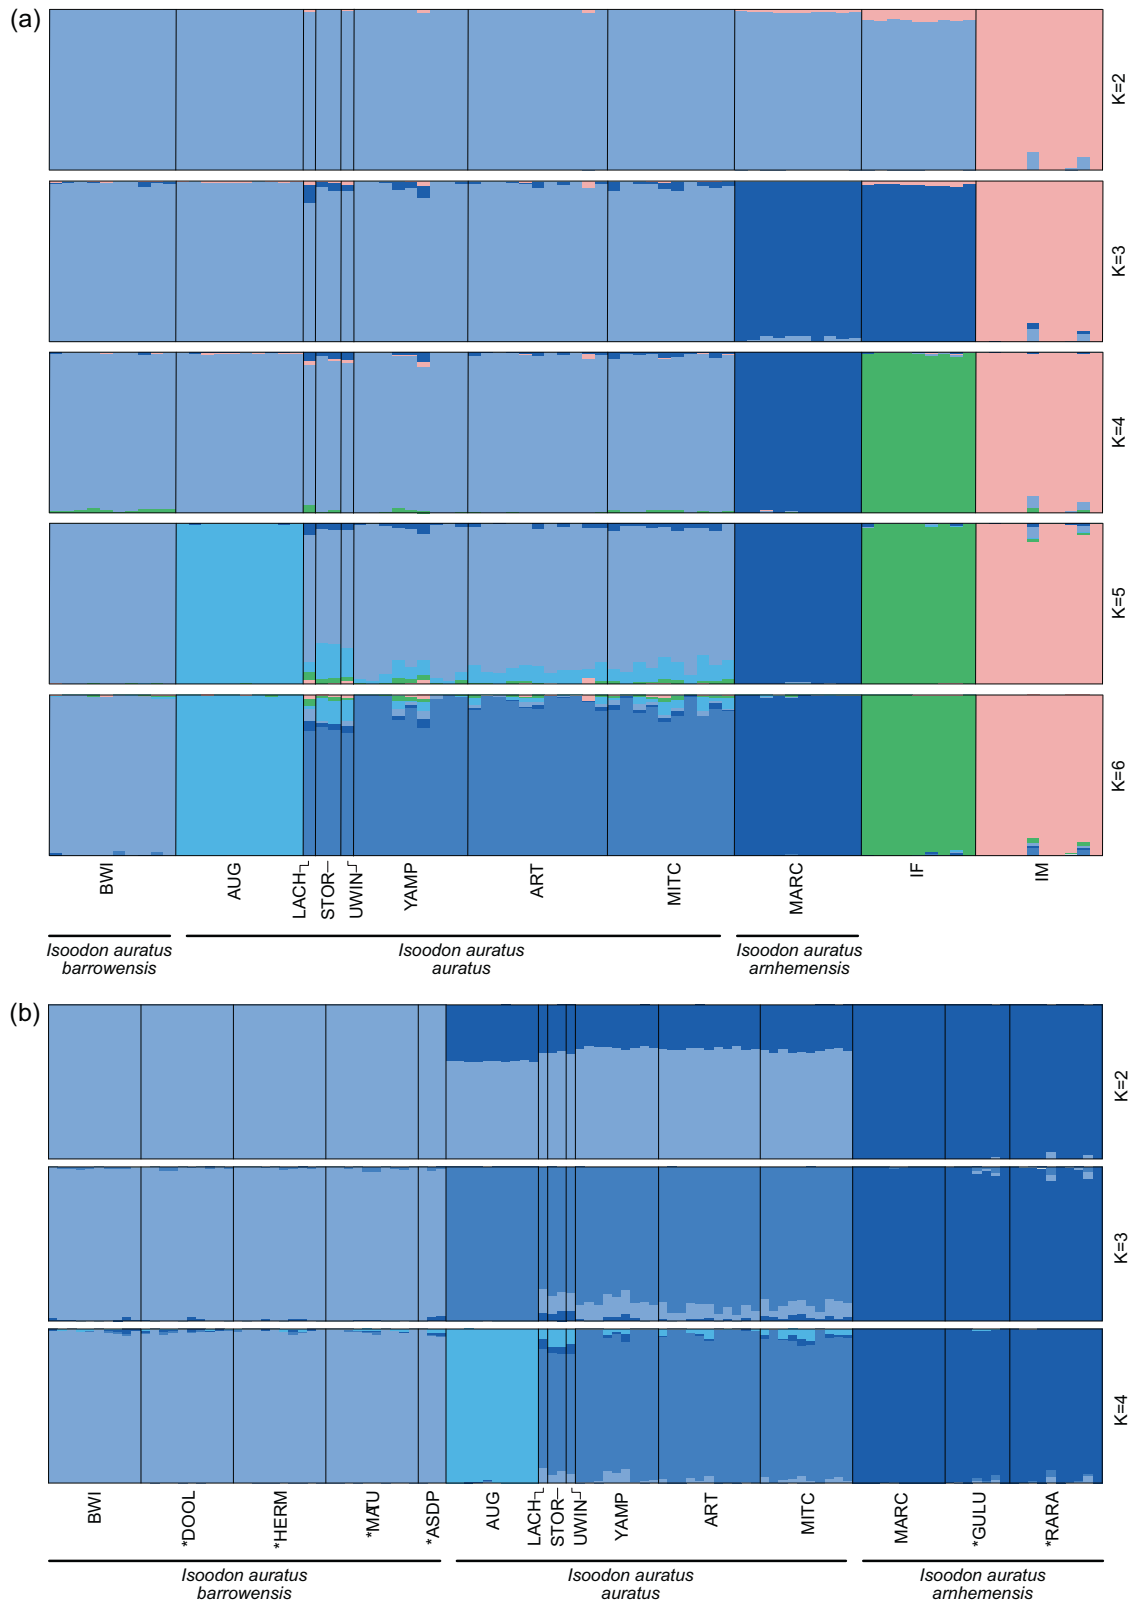 (a)
K=2
K=3
K=4
K=5
K=6
BWI
AUG
LACH
STOR
UWIN
YAMP
ART
MITC
MARC
IF
IM
Isoodon auratus
barrowensis
Isoodon auratus
auratus
Isoodon auratus
arnhemensis
(b)
K=2
K=3
K=4
BWI
*DOOL
*HERM
*MATU
*ASDP
AUG
LACH
STOR
UWIN
YAMP
ART
MITC
MARC
*GULU
*RARA
Isoodon auratus
barrowensis
Isoodon auratus
auratus
Isoodon auratus
arnhemensis